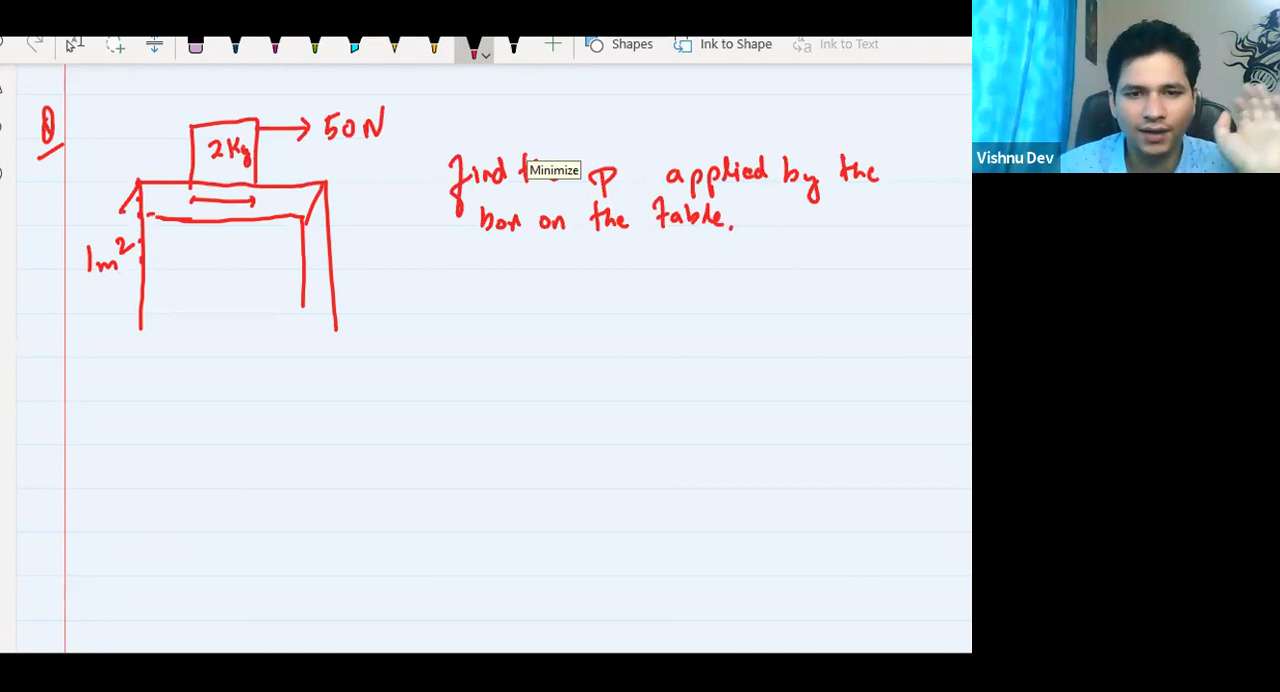 Shapes
Ink to Shape
Ink to Text
Q
2Kg
50N
1m²
Minimize
find P applied by the
box on the table.
Vishnu Dev